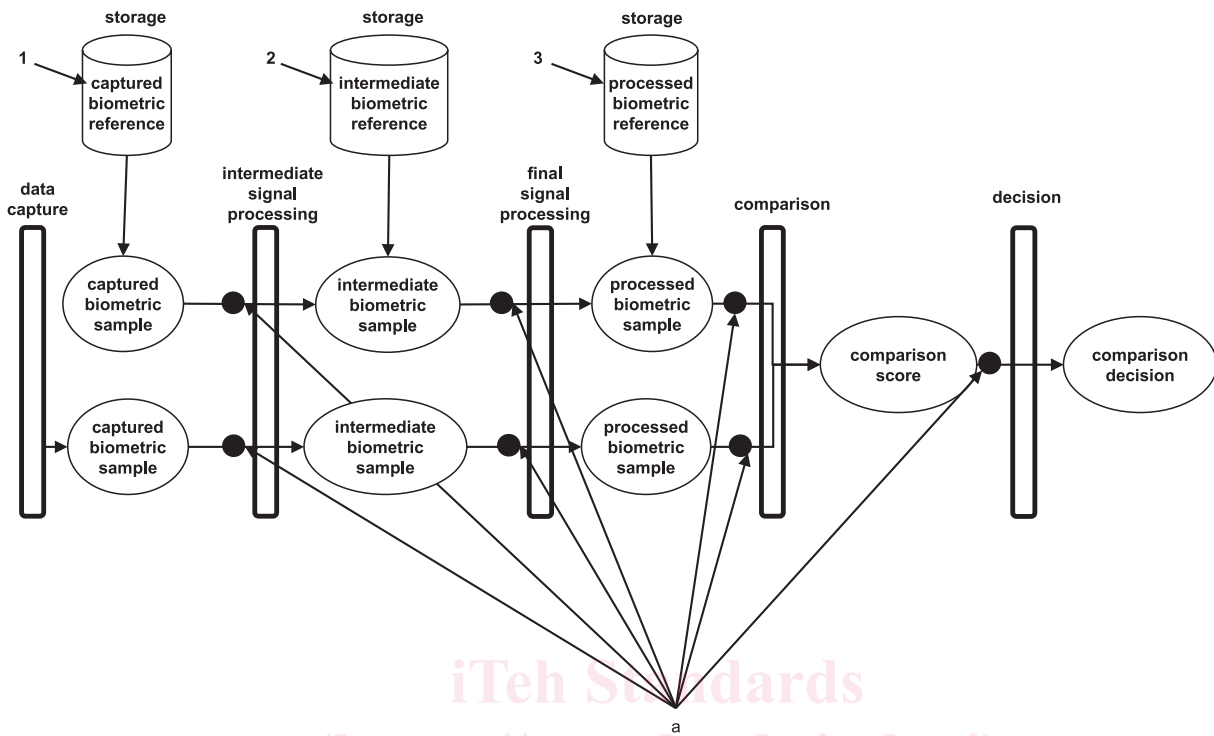 storage
storage
storage
1
2
3
captured
biometric
reference
intermediate
biometric
reference
processed
biometric
reference
data
capture
intermediate
signal
processing
final
signal
processing
comparison
decision
captured
biometric
sample
intermediate
biometric
sample
processed
biometric
sample
comparison
score
comparison
decision
captured
biometric
sample
intermediate
biometric
sample
processed
biometric
sample
iTeh Standards
a